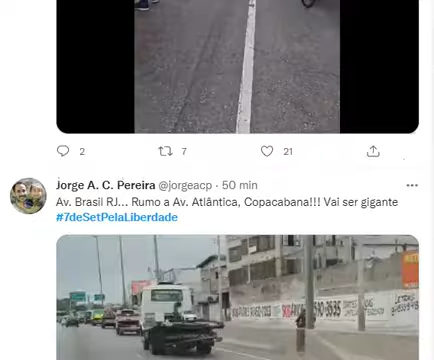 2
7
21
Jorge A. C. Pereira @jorgeacp · 50 min
Av. Brasil RJ... Rumo a Av. Atlântica, Copacabana!!! Vai ser gigante
#7deSetPelaLiberdade